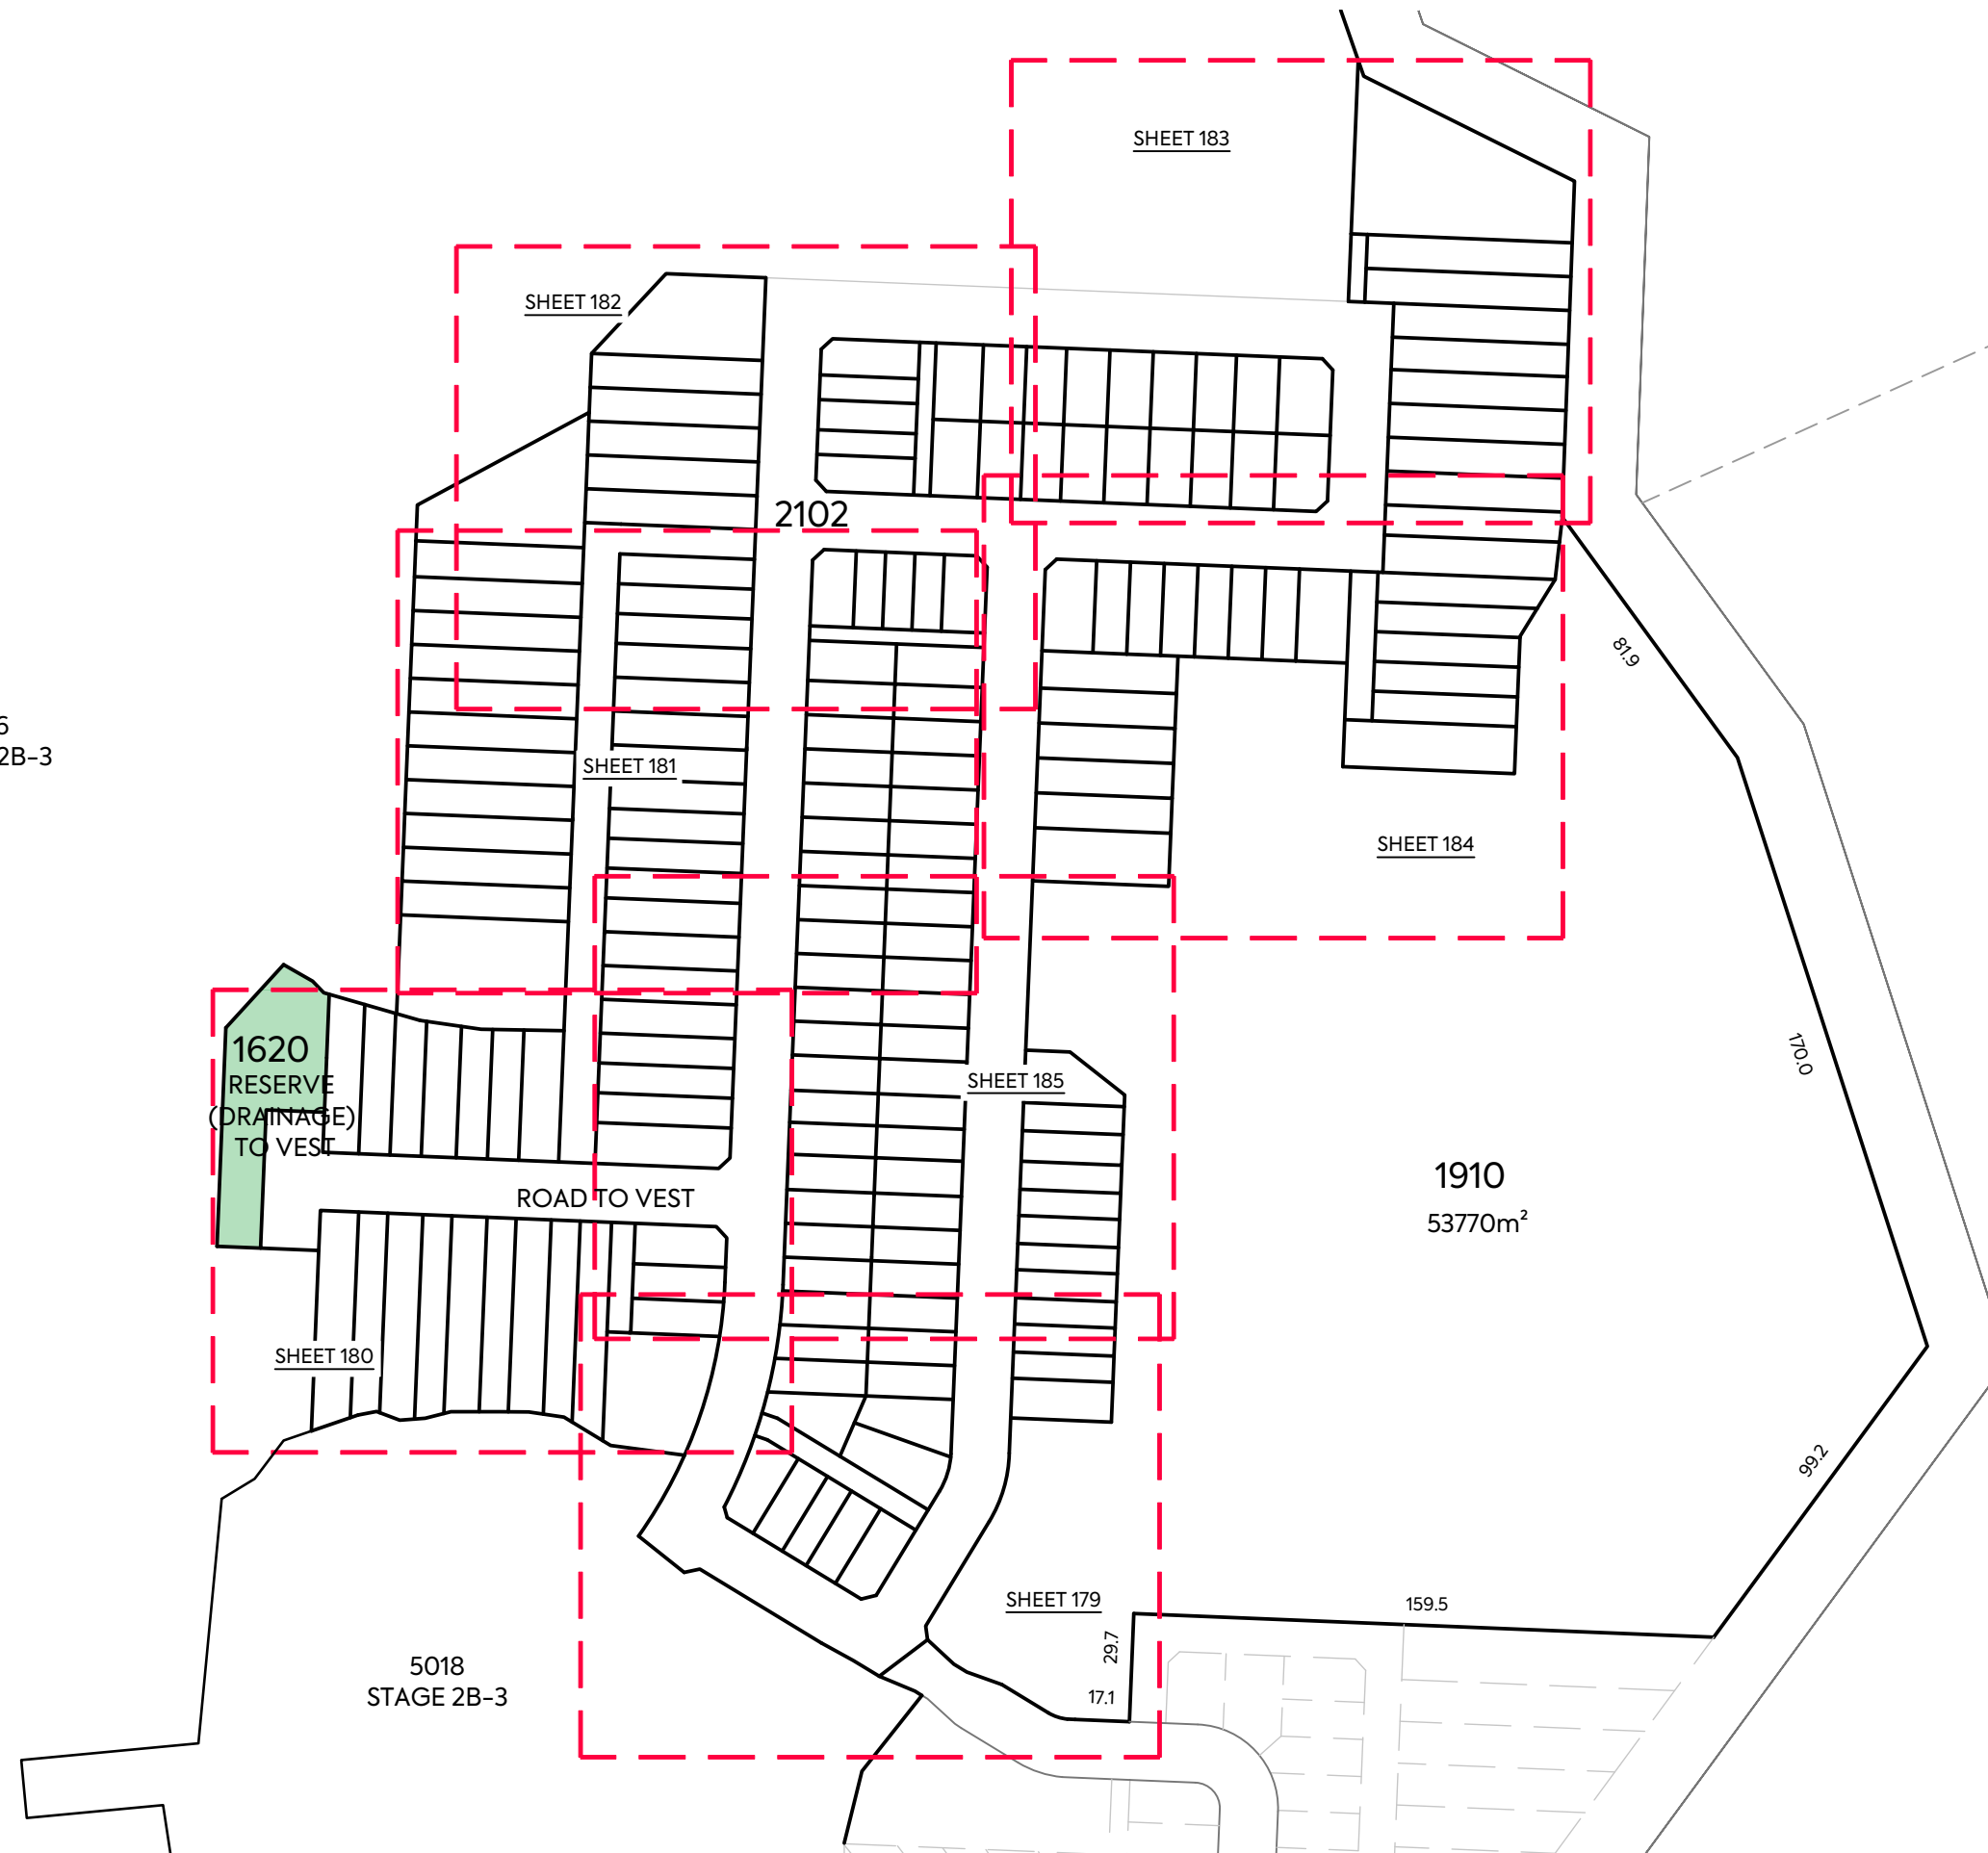 SHEET 183
SHEET 182
2102
81.9
6
2B-3
SHEET 181
SHEET 184
1620
RESERVE
(DRAINAGE)
TO VEST
170.0
SHEET 185
1910
53770m²
ROAD TO VEST
SHEET 180
99.2
SHEET 179
159.5
29.7
17.1
5018
STAGE 2B-3